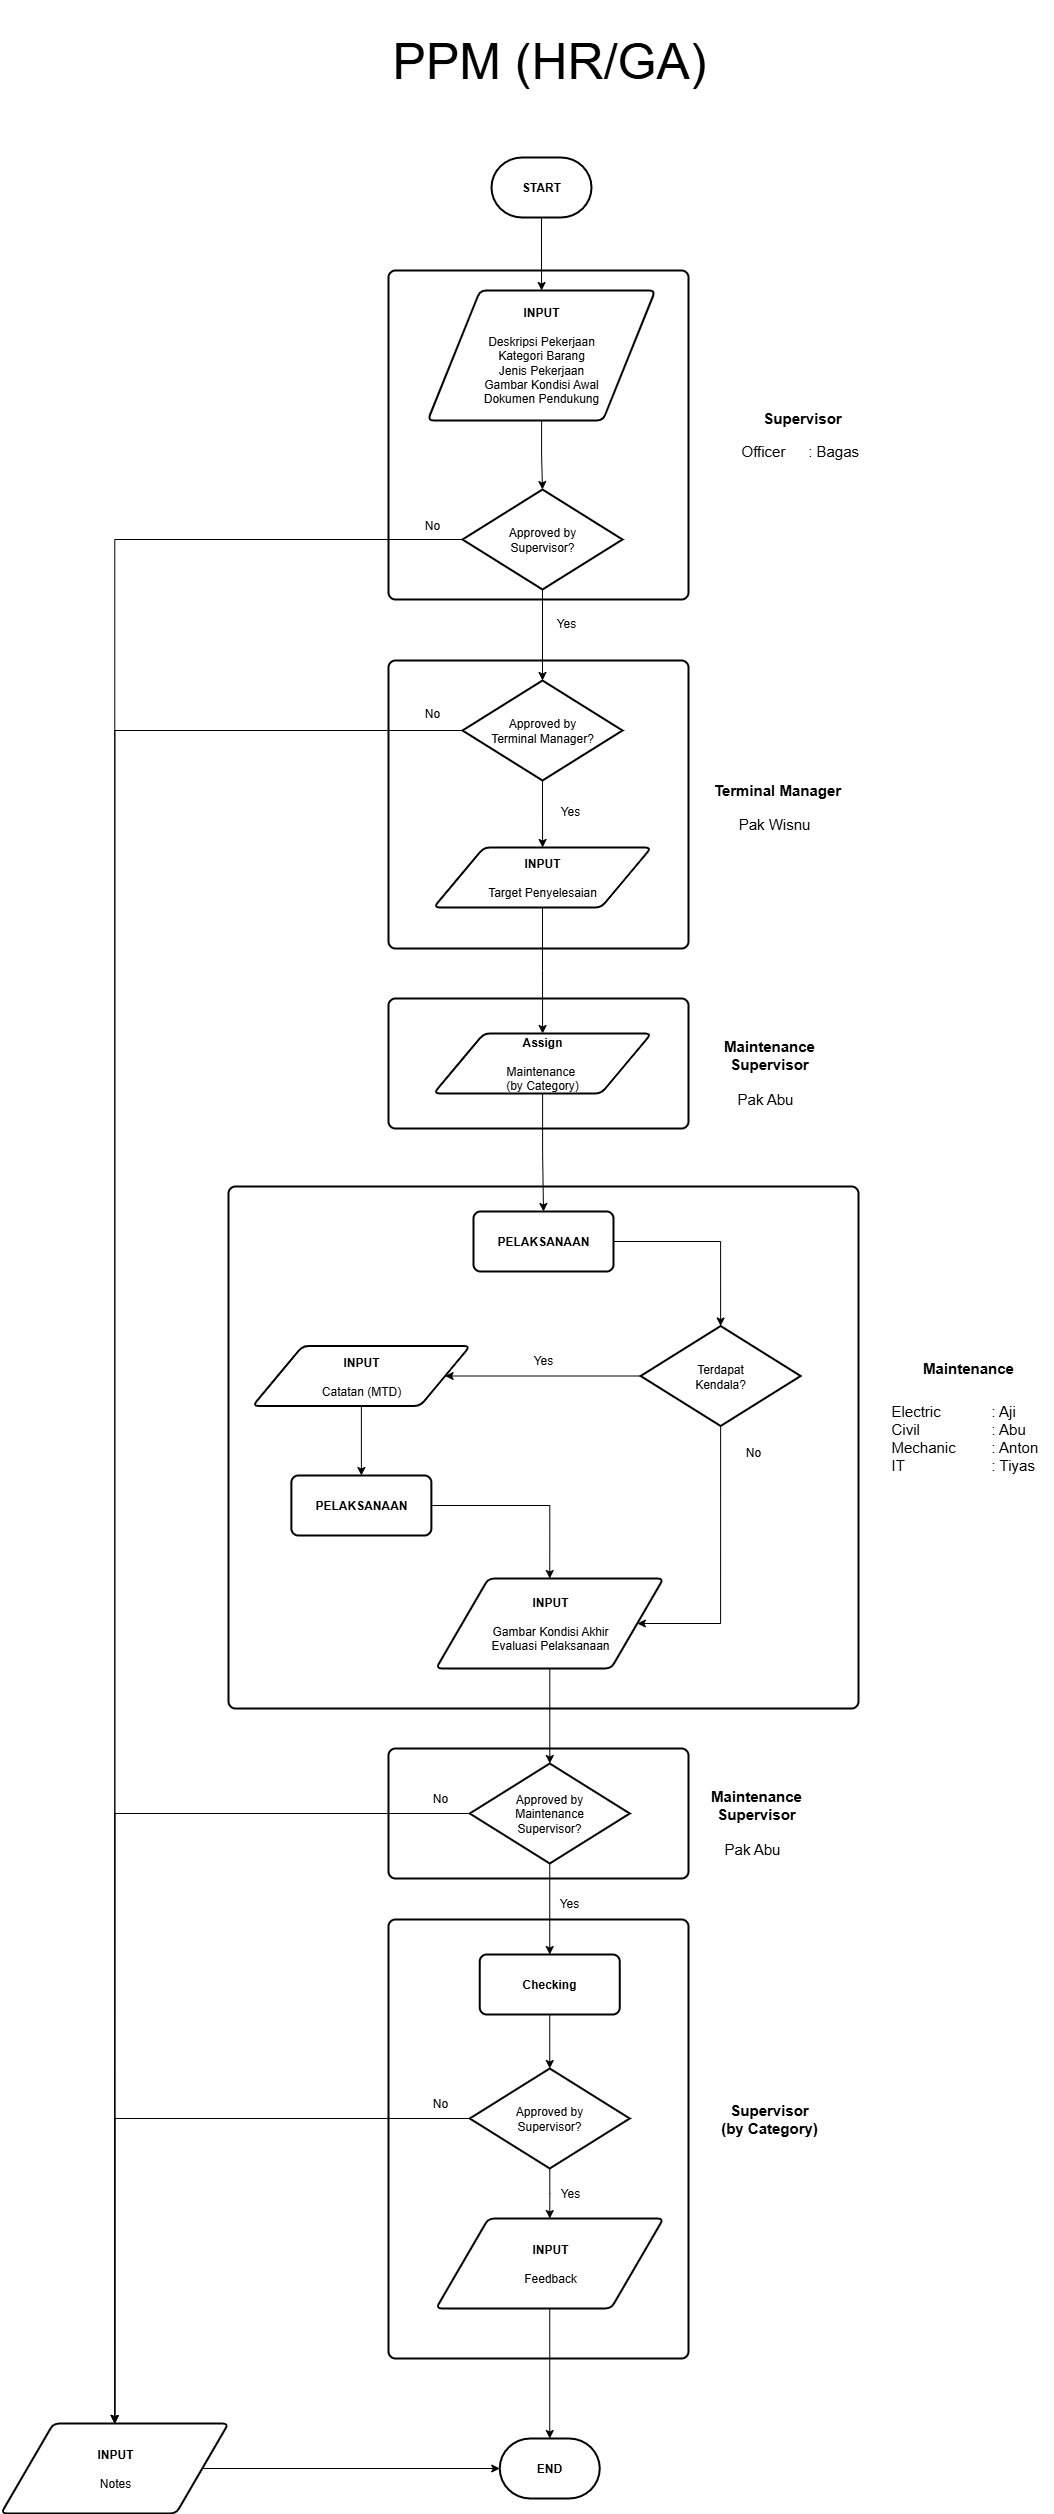 PPM (HR/GA)
START
INPUT
Deskripsi Pekerjaan
Kategori Barang
Jenis Pekerjaan
Gambar Kondisi Awal
Dokumen Pendukung
Supervisor
Officer : Bagas
No
Approved by
Supervisor?
Yes
No
Approved by
Terminal Manager?
Yes
Terminal Manager
Pak Wisnu
INPUT
Target Penyelesaian
Assign
Maintenance
(by Category)
Maintenance
Supervisor
Pak Abu
PELAKSANAAN
Terdapat
Kendala?
Yes
INPUT
Catatan (MTD)
No
Maintenance
Electric : Aji
Civil : Abu
Mechanic : Anton
IT : Tiyas
PELAKSANAAN
INPUT
Gambar Kondisi Akhir
Evaluasi Pelaksanaan
No
Approved by
Maintenance
Supervisor?
Maintenance
Supervisor
Pak Abu
Yes
Checking
No
Approved by
Supervisor?
Supervisor
(by Category)
Yes
INPUT
Feedback
INPUT
Notes
END